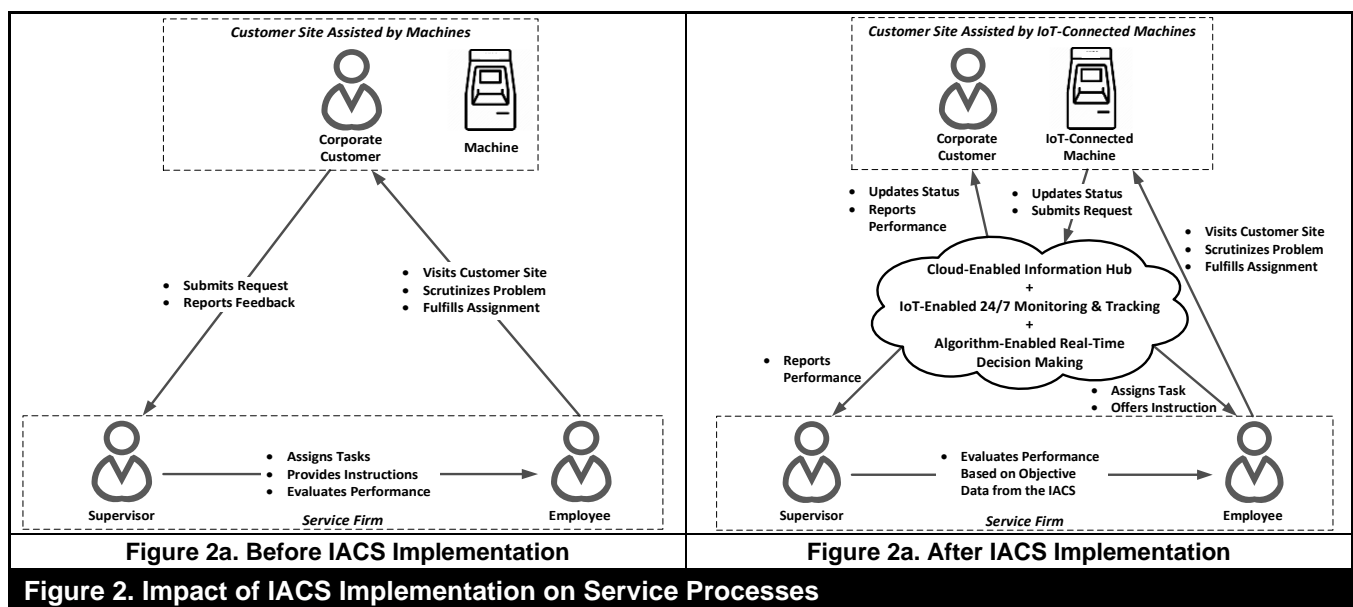 Customer Site Assisted by Machines
Corporate
Customer
Machine
• Submits Request
• Reports Feedback
• Visits Customer Site
• Scrutinizes Problem
• Fulfills Assignment
• Assigns Tasks
• Provides Instructions
• Evaluates Performance
Supervisor
Employee
Service Firm
Figure 2a. Before IACS Implementation
Customer Site Assisted by IoT-Connected Machines
Corporate
Customer
IoT-Connected
Machine
• Updates Status
• Reports
Performance
• Updates Status
• Submits Request
• Visits Customer Site
• Scrutinizes Problem
• Fulfills Assignment
Cloud-Enabled Information Hub
+
IoT-Enabled 24/7 Monitoring & Tracking
+
Algorithm-Enabled Real-Time
Decision Making
• Reports
Performance
• Assigns Task
• Offers Instruction
• Evaluates Performance
Based on Objective
Data from the IACS
Supervisor
Employee
Service Firm
Figure 2a. After IACS Implementation
Figure 2. Impact of IACS Implementation on Service Processes